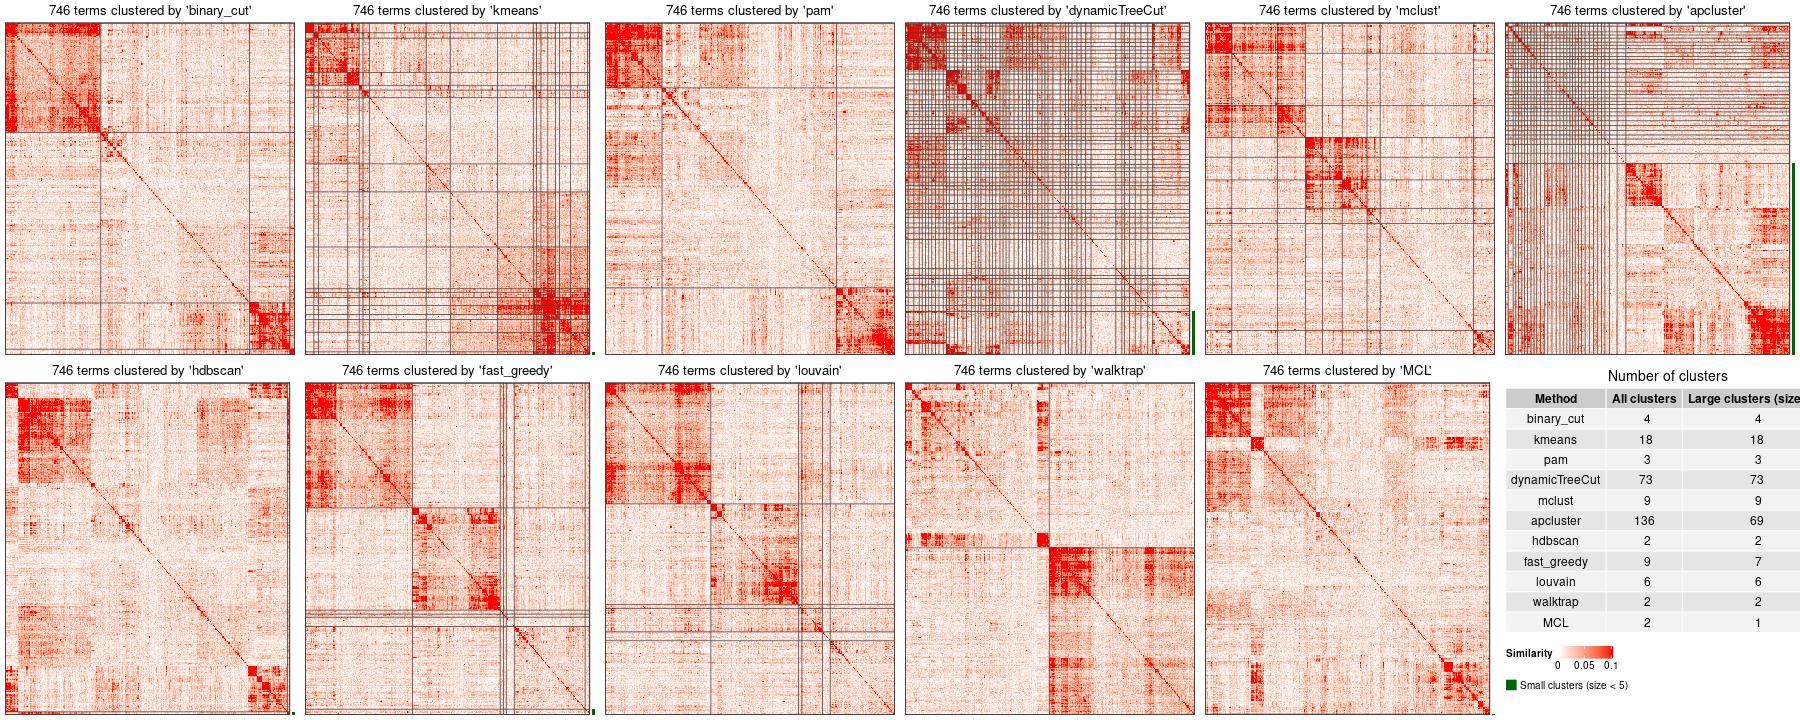 746 terms clustered by 'binary_cut'
746 terms clustered by 'kmeans'
746 terms clustered by 'pam'
746 terms clustered by 'dynamicTreeCut'
746 terms clustered by 'mclust'
746 terms clustered by 'apcluster'
746 terms clustered by 'hdbscan'
746 terms clustered by 'fast_greedy'
746 terms clustered by 'louvain'
746 terms clustered by 'walktrap'
746 terms clustered by 'MCL'
Number of clusters
Method All clusters Large clusters (size
binary_cut 4 4
kmeans 18 18
pam 3 3
dynamicTreeCut 73 73
mclust 9 9
apcluster 136 69
hdbscan 2 2
fast_greedy 9 7
louvain 6 6
walktrap 2 2
MCL 2 1
Similarity
0 0.05 0.1
Small clusters (size < 5)